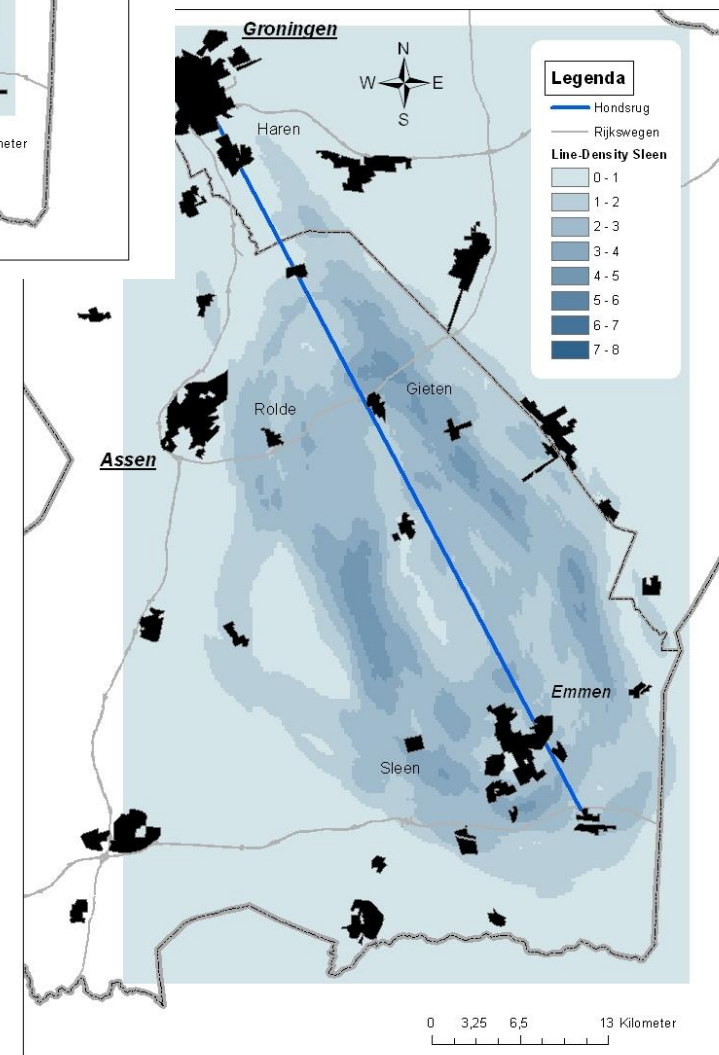 Groningen
N
W E
S
Haren
Legenda
Hondsrug
Rijkswegen
Line-Density Sleen
0 - 1
1 - 2
2 - 3
3 - 4
4 - 5
5 - 6
6 - 7
7 - 8
Gieten
Rolde
Assen
Emmen
Sleen
0 3,25 6,5 13 Kilometer